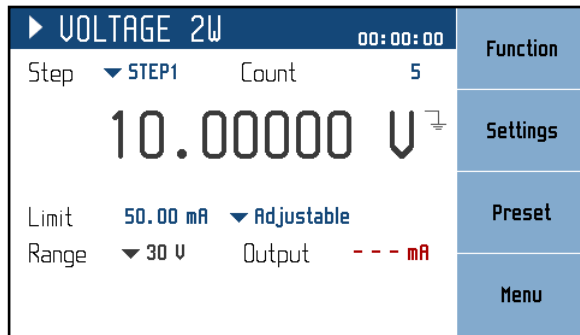 VOLTAGE 2W 00:00:00
Step STEP1 Count 5
10.00000 V
Limit 50.00 mA Adjustable
Range 30 V Output - - - mA
Function
Settings
Preset
Menu